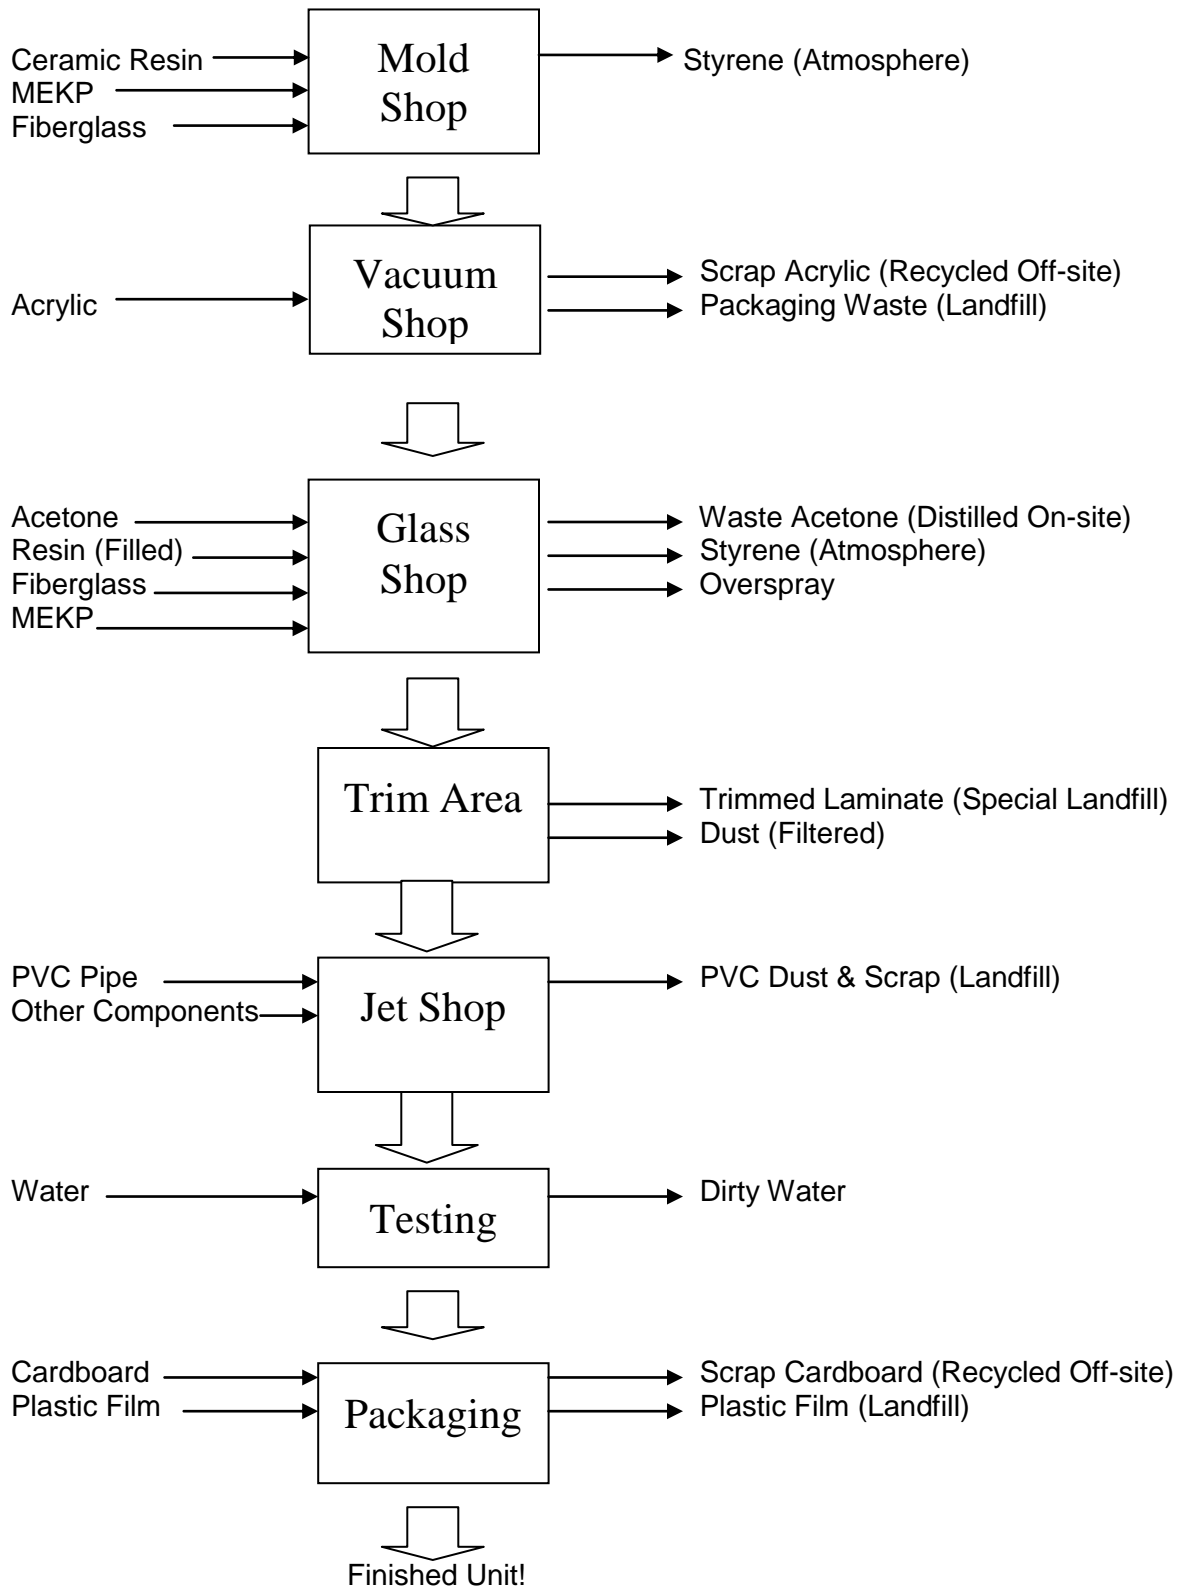 Ceramic Resin
MEKP
Fiberglass
Mold
Shop
Styrene (Atmosphere)
Acrylic
Vacuum
Shop
Scrap Acrylic (Recycled Off-site)
Packaging Waste (Landfill)
Acetone
Resin (Filled)
Fiberglass
MEKP
Glass
Shop
Waste Acetone (Distilled On-site)
Styrene (Atmosphere)
Overspray
Trim Area
Trimmed Laminate (Special Landfill)
Dust (Filtered)
PVC Pipe
Other Components
Jet Shop
PVC Dust & Scrap (Landfill)
Water
Testing
Dirty Water
Cardboard
Plastic Film
Packaging
Scrap Cardboard (Recycled Off-site)
Plastic Film (Landfill)
Finished Unit!